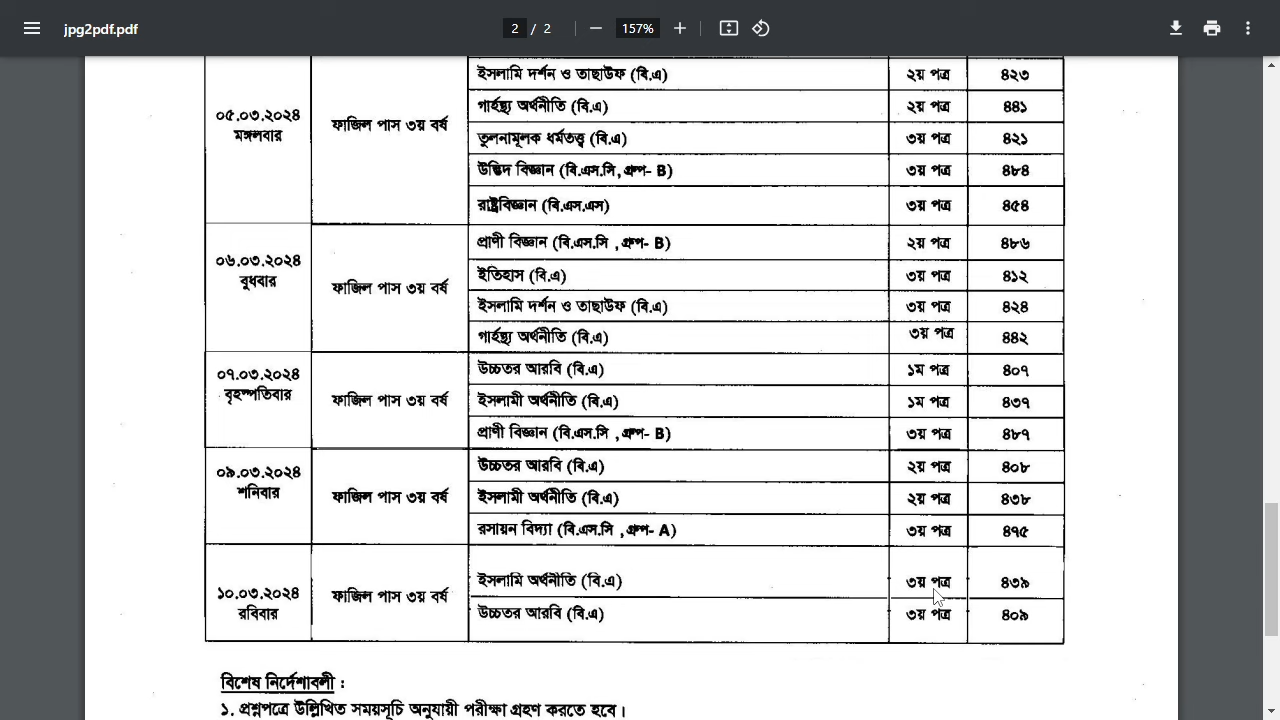 jpg2pdf.pdf 2 / 2 157%
ইসলামি দর্শন ও তাছাউফ (বি.এ) ২য় পত্র ৪২৩
গার্হস্থ্য অর্থনীতি (বি.এ) ২য় পত্র ৪৪১
০৫.০৩.২০২৪ মঙ্গলবার ফাজিল পাস ৩য় বর্ষ তুলনামূলক ধর্মতত্ত্ব (বি.এ) ৩য় পত্র ৪২১
উদ্ভিদ বিজ্ঞান (বি.এস.সি,গ্রুপ- B) ৩য় পত্র ৪৮৪
রাষ্ট্রবিজ্ঞান (বি.এস.এস) ৩য় পত্র ৪৫৪
প্রাণী বিজ্ঞান (বি.এস.সি ,গ্রুপ- B) ২য় পত্র ৪৮৬
০৬.০৩.২০২৪ বুধবার ফাজিল পাস ৩য় বর্ষ ইতিহাস (বি.এ) ৩য় পত্র ৪১২
ইসলামি দর্শন ও তাছাউফ (বি.এ) ৩য় পত্র ৪২৪
গার্হস্থ্য অর্থনীতি (বি.এ) ৩য় পত্র ৪৪২
উচ্চতর আরবি (বি.এ) ১ম পত্র ৪০৭
০৭.০৩.২০২৪ বৃহস্পতিবার ফাজিল পাস ৩য় বর্ষ ইসলামী অর্থনীতি (বি.এ) ১ম পত্র ৪৩৭
প্রাণী বিজ্ঞান (বি.এস.সি ,গ্রুপ- B) ৩য় পত্র ৪৮৭
উচ্চতর আরবি (বি.এ) ২য় পত্র ৪০৮
০৯.০৩.২০২৪ শনিবার ফাজিল পাস ৩য় বর্ষ ইসলামী অর্থনীতি (বি.এ) ২য় পত্র ৪৩৮
রসায়ন বিদ্যা (বি.এস.সি ,গ্রুপ- A) ৩য় পত্র ৪৭৫
১০.০৩.২০২৪ রবিবার ফাজিল পাস ৩য় বর্ষ ইসলামি অর্থনীতি (বি.এ) ৩য় পত্র ৪৩৯
উচ্চতর আরবি (বি.এ) ৩য় পত্র ৪০৯
বিশেষ নির্দেশাবলী :
১. প্রশ্নপত্রে উল্লিখিত সময়সূচি অনুযায়ী পরীক্ষা গ্রহণ করতে হবে।